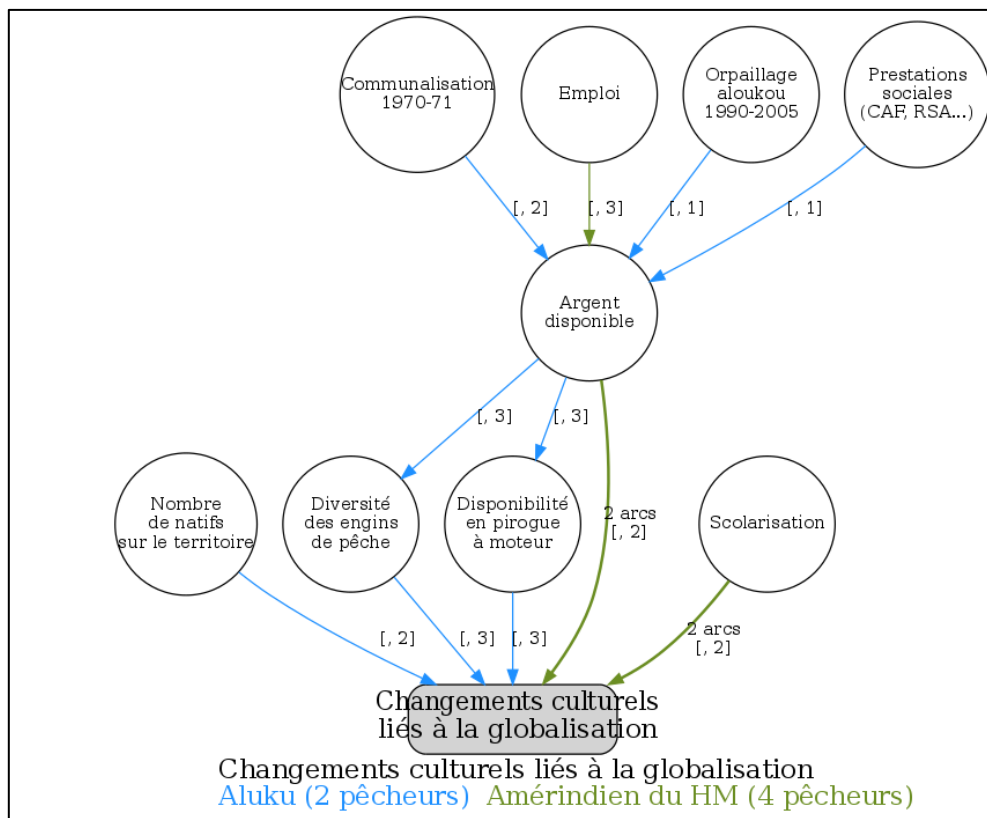 Communalisation
1970-71
Emploi
Orpaillage
aloukou
1990-2005
Prestations
sociales
(CAF, RSA...)
[, 2]
[, 3]
[, 1]
[, 1]
Argent
disponible
[, 3]
[, 3]
2 arcs
[, 2]
Nombre
de natifs
sur le territoire
Diversité
des engins
de pêche
Disponibilité
en pirogue
à moteur
Scolarisation
[, 2]
[, 3]
[, 3]
2 arcs
[, 2]
Changements culturels
liés à la globalisation
Changements culturels liés à la globalisation
Aluku (2 pêcheurs) Amérindien du HM (4 pêcheurs)